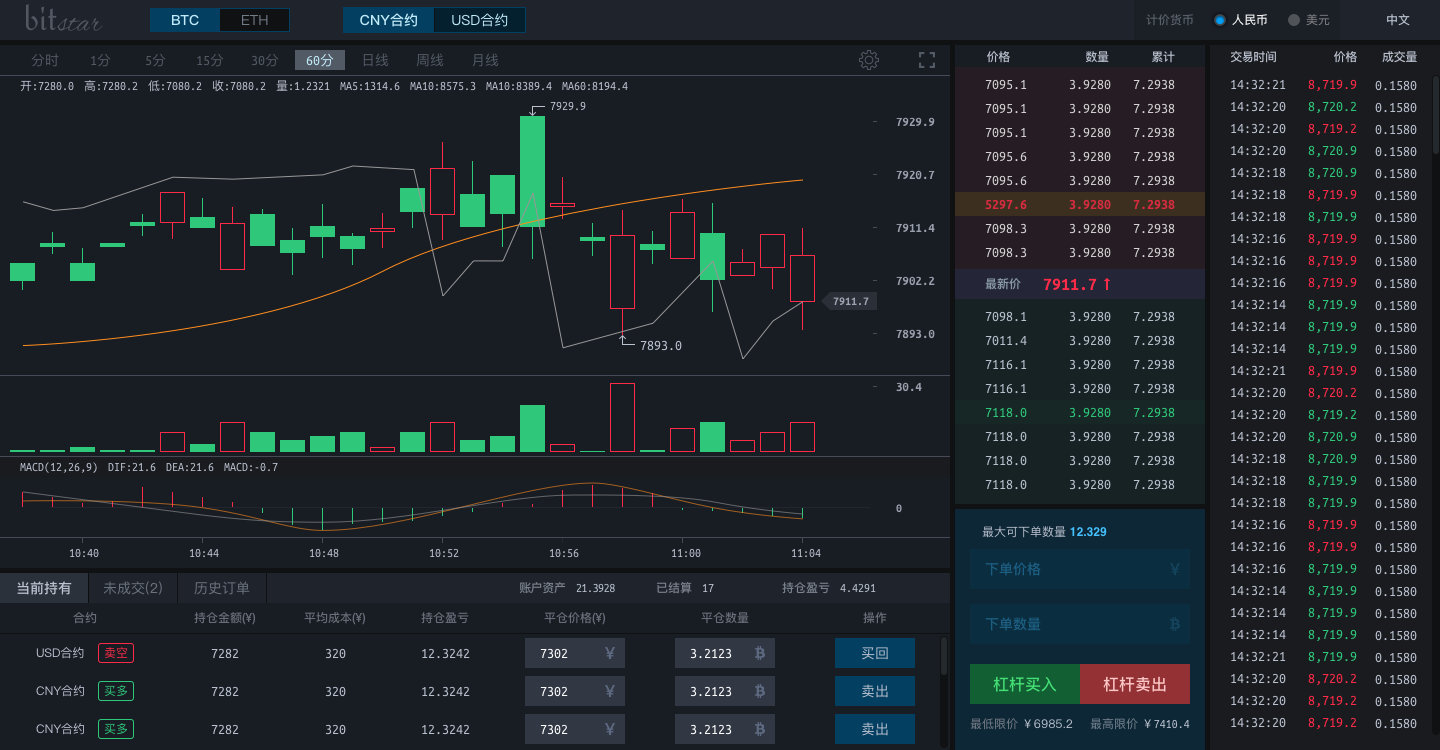 bitstar
BTC ETH CNY合约 USD合约 计价货币 人民币 美元 中文
分时 1分 5分 15分 30分 60分 日线 周线 月线
开:7280.0 高:7280.2 低:7080.2 收:7080.2 量:1.2321 MA5:1314.6 MA10:8575.3 MA10:8389.4 MA60:8194.4
7929.9
7929.9
7920.7
7911.4
7902.2
7911.7
7893.0
7893.0
30.4
MACD(12,26,9) DIF:21.6 DEA:21.6 MACD:-0.7
0
10:40 10:44 10:48 10:52 10:56 11:00 11:04
当前持有 未成交(2) 历史订单 账户资产 21.3928 已结算 17 持仓盈亏 4.4291
合约 持仓金额(¥) 平均成本(¥) 持仓盈亏 平仓价格(¥) 平仓数量 操作
USD合约 卖空 7282 320 12.3242 7302 ¥ 3.2123 ₿ 买回
CNY合约 买多 7282 320 12.3242 7302 ¥ 3.2123 ₿ 卖出
CNY合约 买多 7282 320 12.3242 7302 ¥ 3.2123 ₿ 卖出
价格 数量 累计
7095.1 3.9280 7.2938
7095.1 3.9280 7.2938
7095.1 3.9280 7.2938
7095.6 3.9280 7.2938
7095.6 3.9280 7.2938
5297.6 3.9280 7.2938
7098.3 3.9280 7.2938
7098.3 3.9280 7.2938
最新价 7911.7 ↑
7098.1 3.9280 7.2938
7011.4 3.9280 7.2938
7116.1 3.9280 7.2938
7116.1 3.9280 7.2938
7118.0 3.9280 7.2938
7118.0 3.9280 7.2938
7118.0 3.9280 7.2938
7118.0 3.9280 7.2938
最大可下单数量 12.329
下单价格 ¥
下单数量 ₿
杠杆买入 杠杆卖出
最低限价 ¥6985.2 最高限价 ¥7410.4
交易时间 价格 成交量
14:32:21 8,719.9 0.1580
14:32:20 8,720.2 0.1580
14:32:20 8,719.2 0.1580
14:32:20 8,720.9 0.1580
14:32:18 8,720.9 0.1580
14:32:18 8,719.9 0.1580
14:32:18 8,719.9 0.1580
14:32:16 8,719.9 0.1580
14:32:16 8,719.9 0.1580
14:32:16 8,719.9 0.1580
14:32:14 8,719.9 0.1580
14:32:14 8,719.9 0.1580
14:32:14 8,719.9 0.1580
14:32:21 8,719.9 0.1580
14:32:20 8,720.2 0.1580
14:32:20 8,719.2 0.1580
14:32:20 8,720.9 0.1580
14:32:18 8,720.9 0.1580
14:32:18 8,719.9 0.1580
14:32:18 8,719.9 0.1580
14:32:16 8,719.9 0.1580
14:32:16 8,719.9 0.1580
14:32:16 8,719.9 0.1580
14:32:14 8,719.9 0.1580
14:32:14 8,719.9 0.1580
14:32:14 8,719.9 0.1580
14:32:21 8,719.9 0.1580
14:32:20 8,720.2 0.1580
14:32:20 8,719.2 0.1580
14:32:20 8,719.2 0.1580